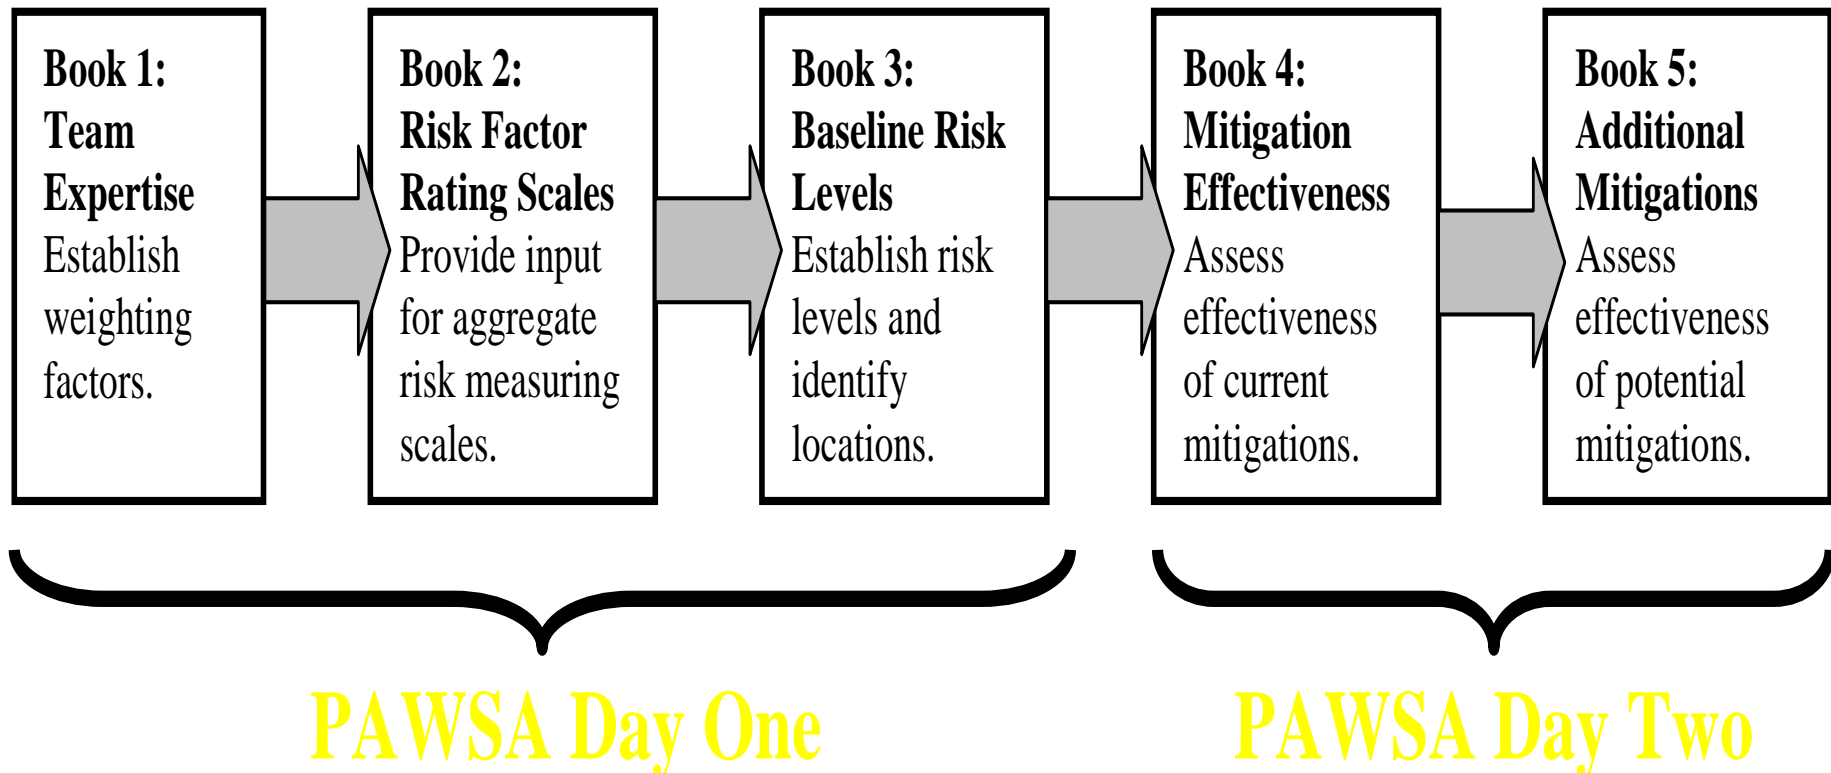 Book 1:
Team
Expertise
Establish
weighting
factors.
Book 2:
Risk Factor
Rating Scales
Provide input
for aggregate
risk measuring
scales.
Book 3:
Baseline Risk
Levels
Establish risk
levels and
identify
locations.
Book 4:
Mitigation
Effectiveness
Assess
effectiveness
of current
mitigations.
Book 5:
Additional
Mitigations
Assess
effectiveness
of potential
mitigations.
PAWSA Day One
PAWSA Day Two